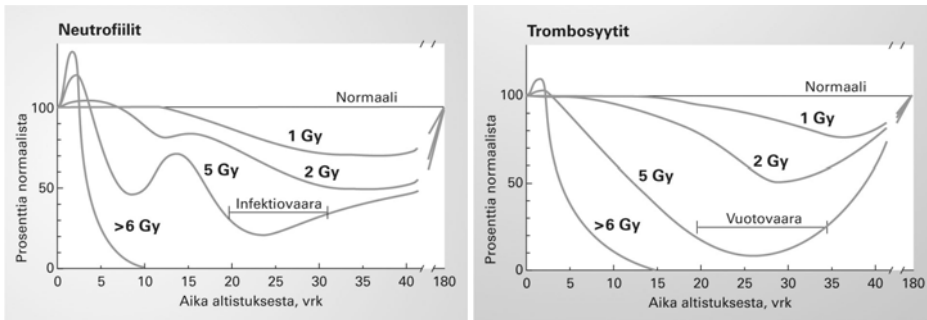 Neutrofiilit
Prosenttia normaalista
100
50
0
Normaali
1 Gy
2 Gy
5 Gy
Infektiovaara
>6 Gy
0 5 10 15 20 25 30 35 40 180
Aika altistuksesta, vrk
Trombosyytit
Prosenttia normaalista
100
50
0
Normaali
1 Gy
2 Gy
5 Gy
Vuotovaara
>6 Gy
0 5 10 15 20 25 30 35 40 180
Aika altistuksesta, vrk